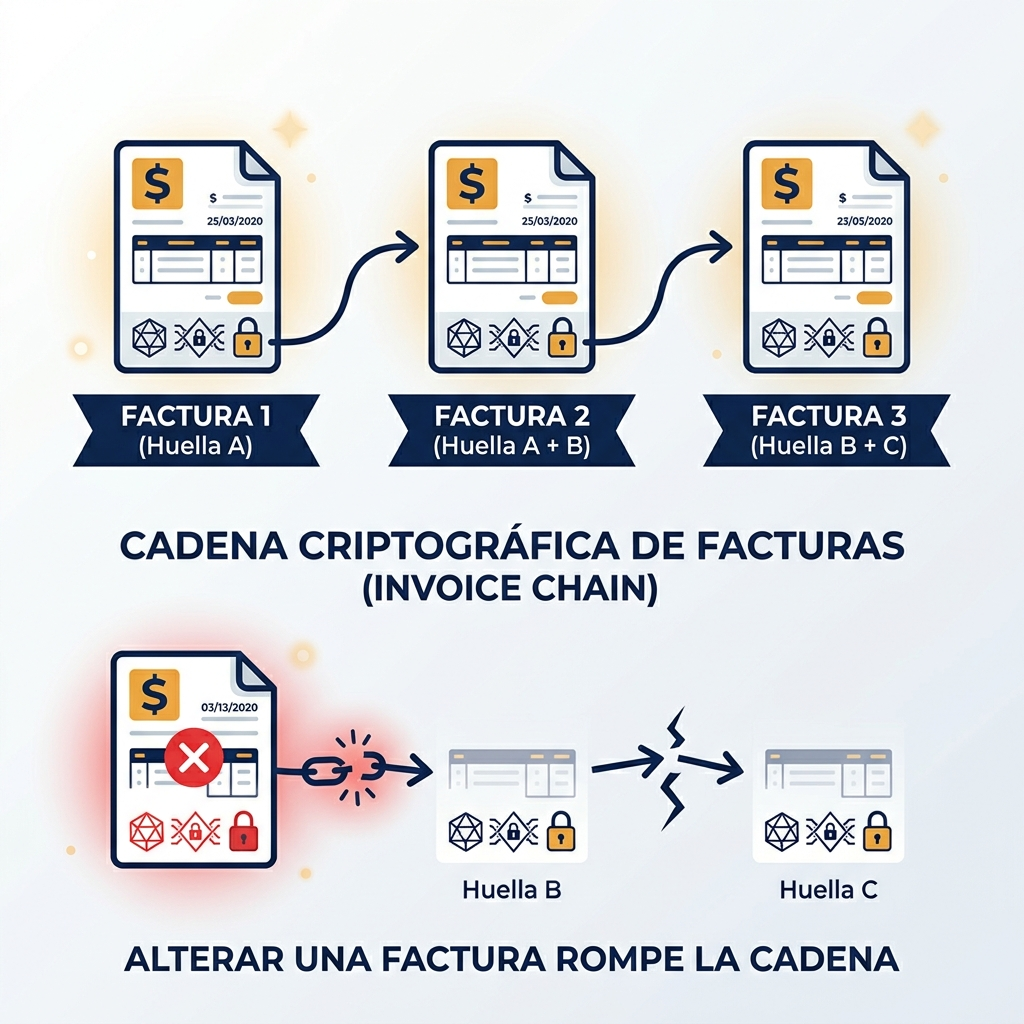 $
$
25/03/2020
$
$
25/03/2020
$
$
23/05/2020
FACTURA 1
(Huella A)
FACTURA 2
(Huella A + B)
FACTURA 3
(Huella B + C)
CADENA CRIPTOGRÁFICA DE FACTURAS
(INVOICE CHAIN)
$
03/13/2020
Huella B
Huella C
ALTERAR UNA FACTURA ROMPE LA CADENA